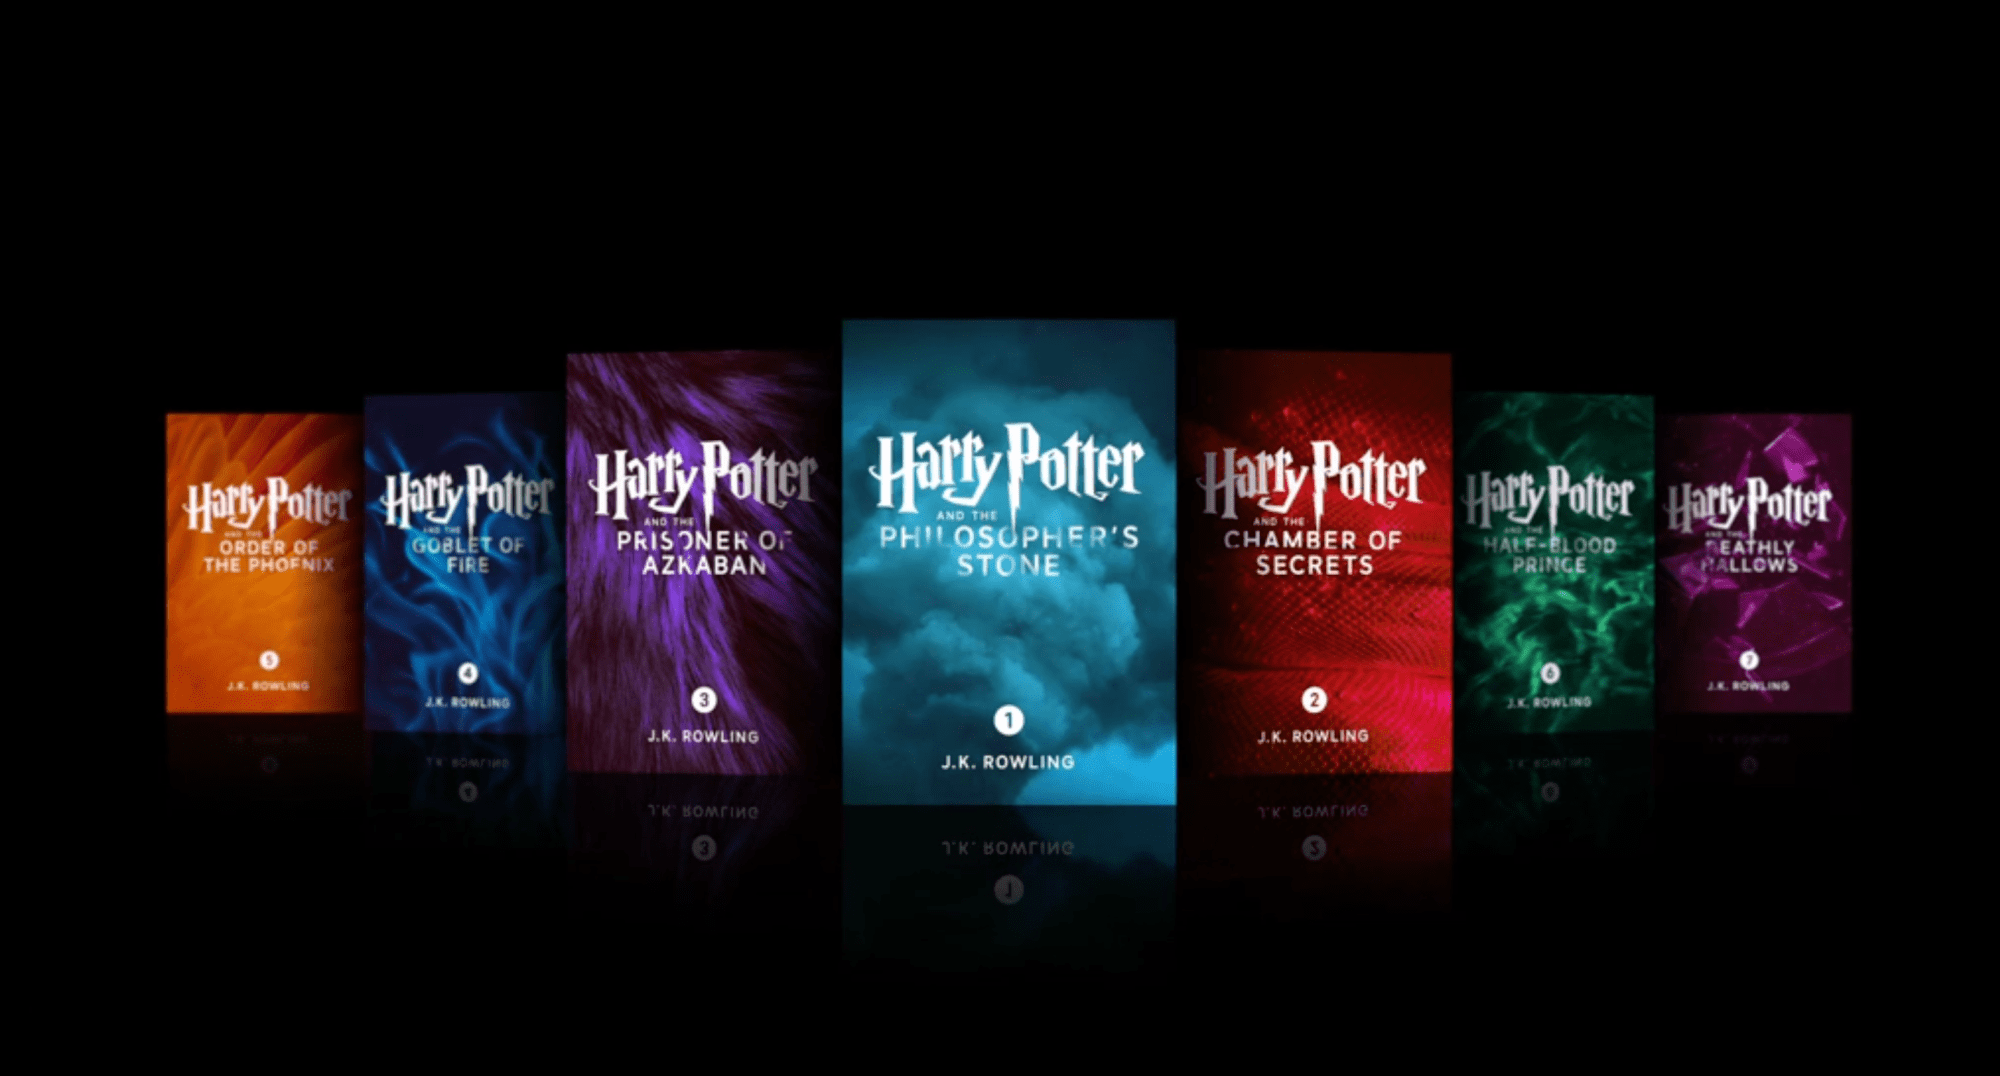 Harry Potter
AND THE
ORDER OF
THE PHOENIX
5
J.K. ROWLING
Harry Potter
AND THE
GOBLET OF
FIRE
4
J.K. ROWLING
Harry Potter
AND THE
PRISONER OF
AZKABAN
3
J.K. ROWLING
Harry Potter
AND THE
PHILOSOPHER'S
STONE
1
J.K. ROWLING
Harry Potter
AND THE
CHAMBER OF
SECRETS
2
J.K. ROWLING
Harry Potter
AND THE
HALF-BLOOD
PRINCE
6
J.K. ROWLING
Harry Potter
AND THE
DEATHLY
HALLOWS
7
J.K. ROWLING